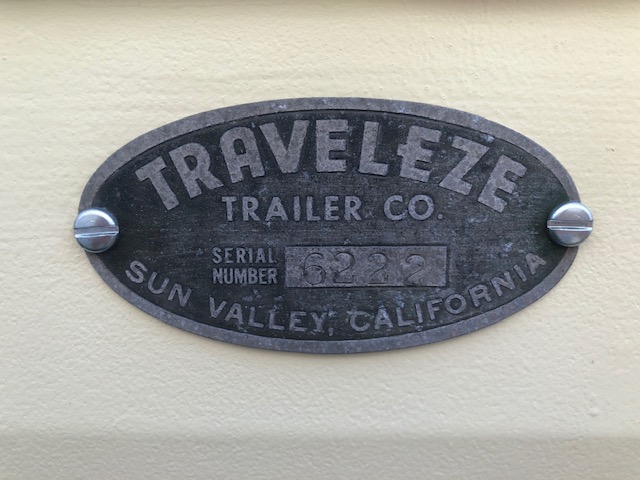 TRAVELEZE
TRAILER CO.
SERIAL
NUMBER 6222
SUN VALLEY, CALIFORNIA